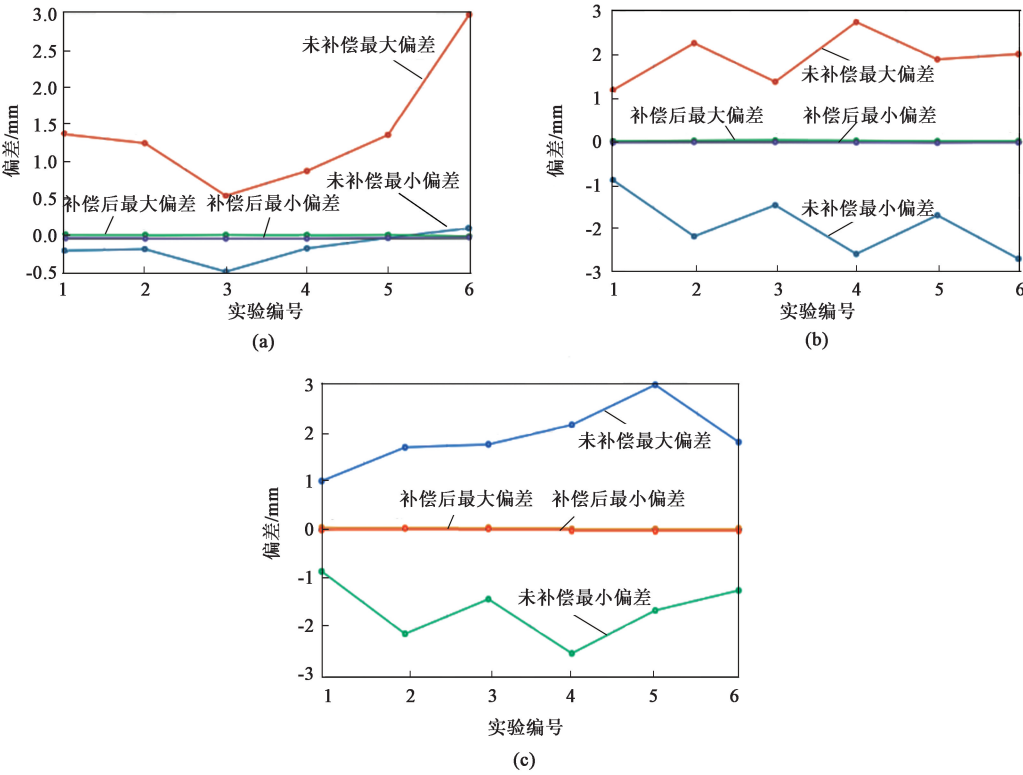 3.0
2.5
2.0
1.5
1.0
0.5
0.0
-0.5
偏差/mm
未补偿最大偏差
未补偿最小偏差
补偿后最大偏差
补偿后最小偏差
1 2 3 4 5 6
实验编号
(a)
3
2
1
0
-1
-2
-3
偏差/mm
未补偿最大偏差
补偿后最大偏差
补偿后最小偏差
未补偿最小偏差
1 2 3 4 5 6
实验编号
(b)
3
2
1
0
-1
-2
-3
偏差/mm
未补偿最大偏差
补偿后最大偏差
补偿后最小偏差
未补偿最小偏差
1 2 3 4 5 6
实验编号
(c)